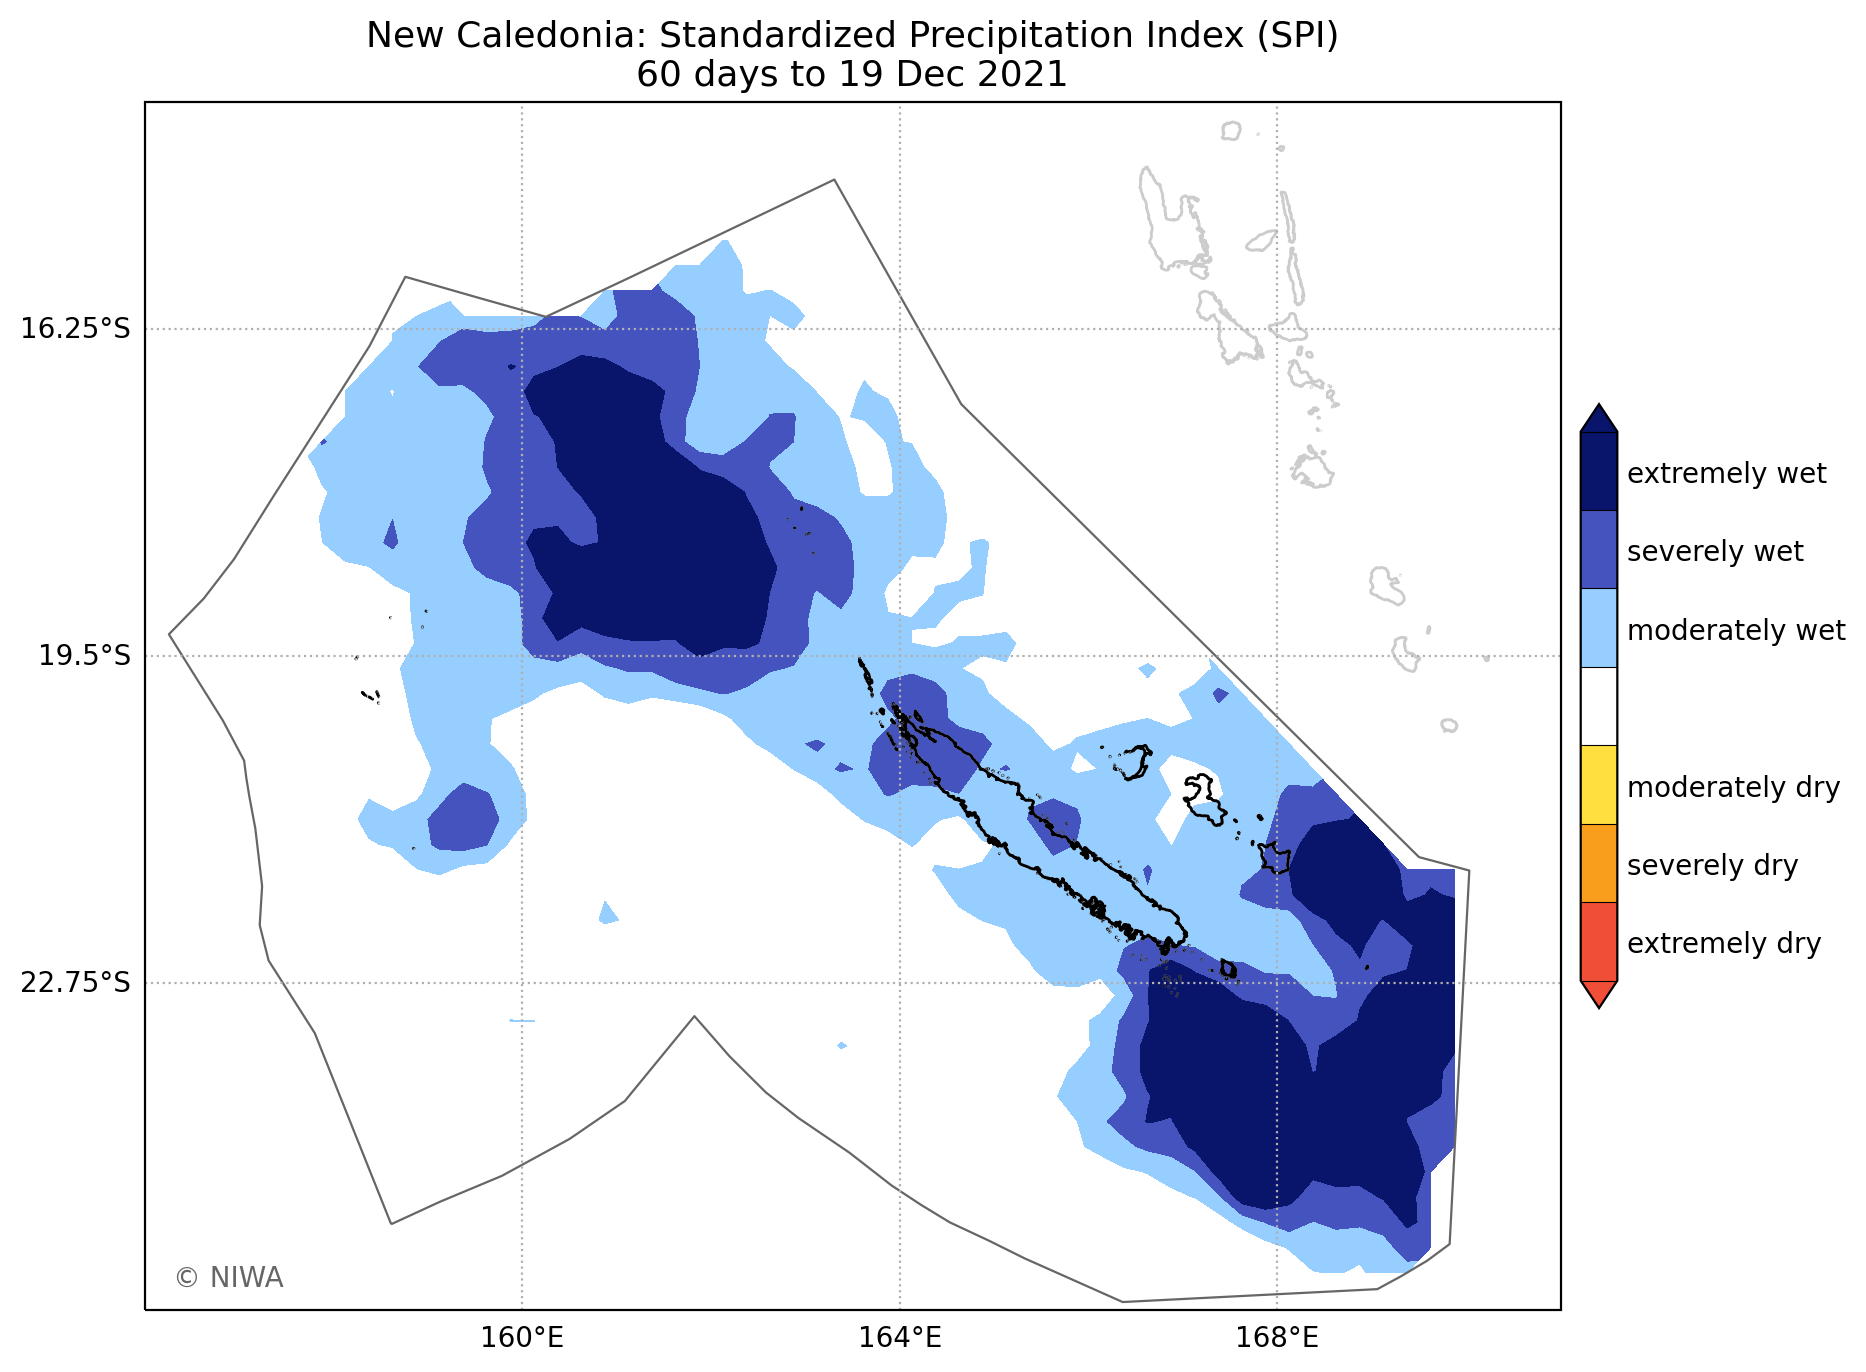 New Caledonia: Standardized Precipitation Index (SPI)
60 days to 19 Dec 2021
16.25°S
19.5°S
22.75°S
160°E
164°E
168°E
extremely wet
severely wet
moderately wet
moderately dry
severely dry
extremely dry
© NIWA